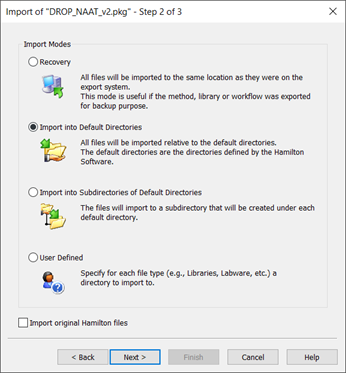 Import of "DROP_NAAT_v2.pkg" - Step 2 of 3
Import Modes
Recovery
All files will be imported to the same location as they were on the
export system.
This mode is useful if the method, library or workflow was exported
for backup purpose.
Import into Default Directories
All files will be imported relative to the default directories.
The default directories are the directories defined by the Hamilton
Software.
Import into Subdirectories of Default Directories
The files will import to a subdirectory that will be created under each
default directory.
User Defined
Specify for each file type (e.g., Libraries, Labware, etc.) a
directory to import to.
Import original Hamilton files
< Back Next > Finish Cancel Help